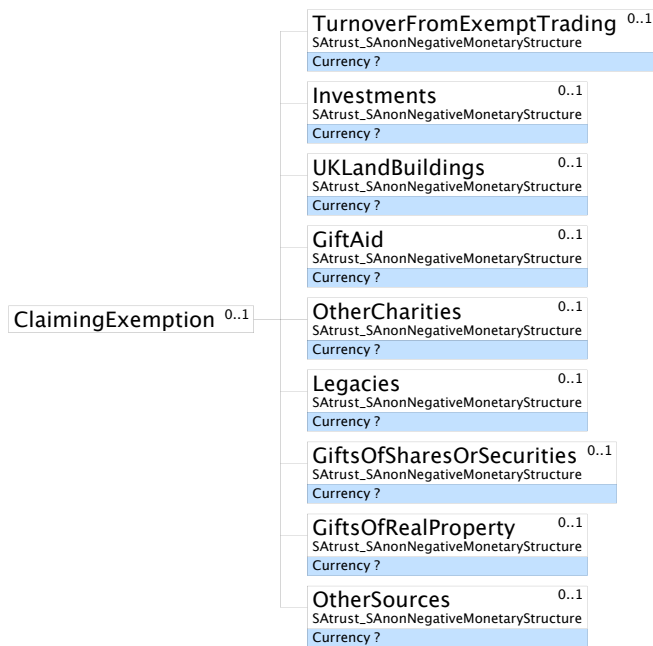 TurnoverFromExemptTrading 0..1
SAtrust_SAnonNegativeMonetaryStructure
Currency ?
Investments 0..1
SAtrust_SAnonNegativeMonetaryStructure
Currency ?
UKLandBuildings 0..1
SAtrust_SAnonNegativeMonetaryStructure
Currency ?
GiftAid 0..1
SAtrust_SAnonNegativeMonetaryStructure
Currency ?
ClaimingExemption 0..1
OtherCharities 0..1
SAtrust_SAnonNegativeMonetaryStructure
Currency ?
Legacies 0..1
SAtrust_SAnonNegativeMonetaryStructure
Currency ?
GiftsOfSharesOrSecurities 0..1
SAtrust_SAnonNegativeMonetaryStructure
Currency ?
GiftsOfRealProperty 0..1
SAtrust_SAnonNegativeMonetaryStructure
Currency ?
OtherSources 0..1
SAtrust_SAnonNegativeMonetaryStructure
Currency ?